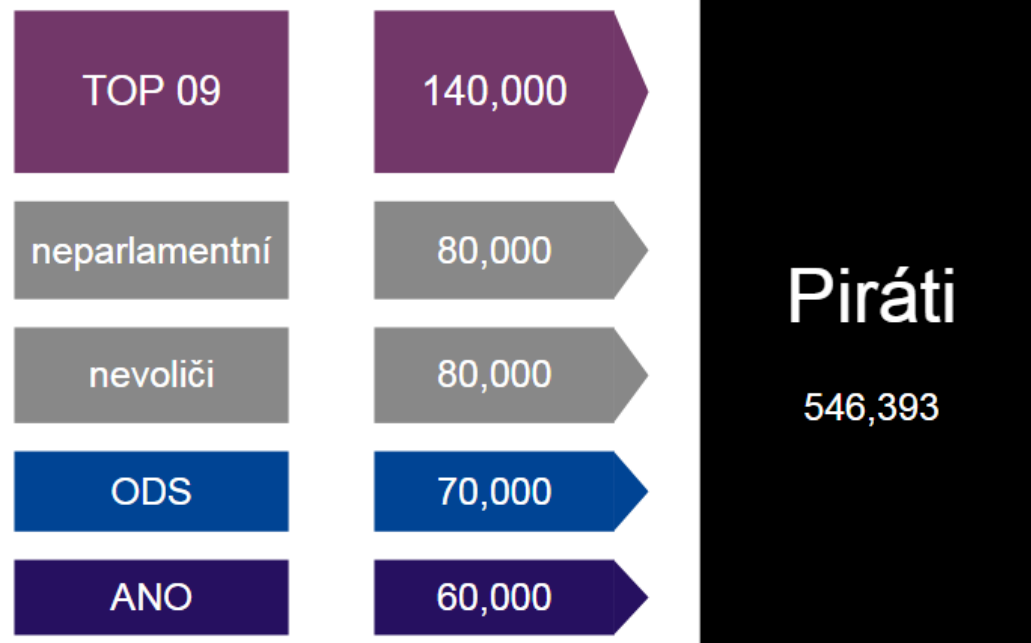 TOP 09 140,000
neparlamentní 80,000
nevoliči 80,000
ODS 70,000
ANO 60,000
Piráti
546,393